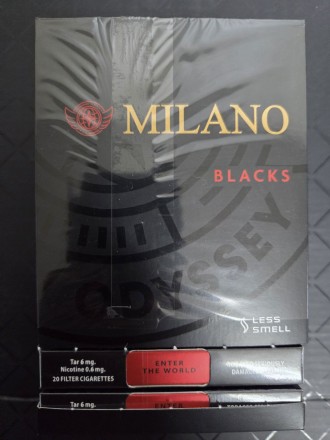 MILANO
BLACKS
ODYSSEY
LESS
SMELL
Tar 6 mg.
Nicotine 0.6 mg.
20 FILTER CIGARETTES
ENTER
THE WORLD
Tar 6 mg.
ENTER